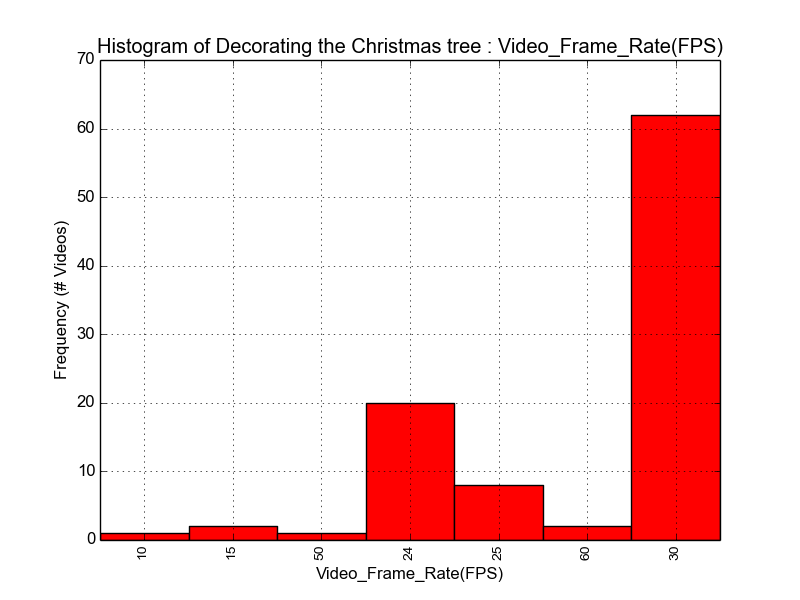 Histogram of Decorating the Christmas tree : Video_Frame_Rate(FPS)
70
60
50
40
30
20
10
0
Frequency (# Videos)
10 15 50 24 25 60 30
Video_Frame_Rate(FPS)